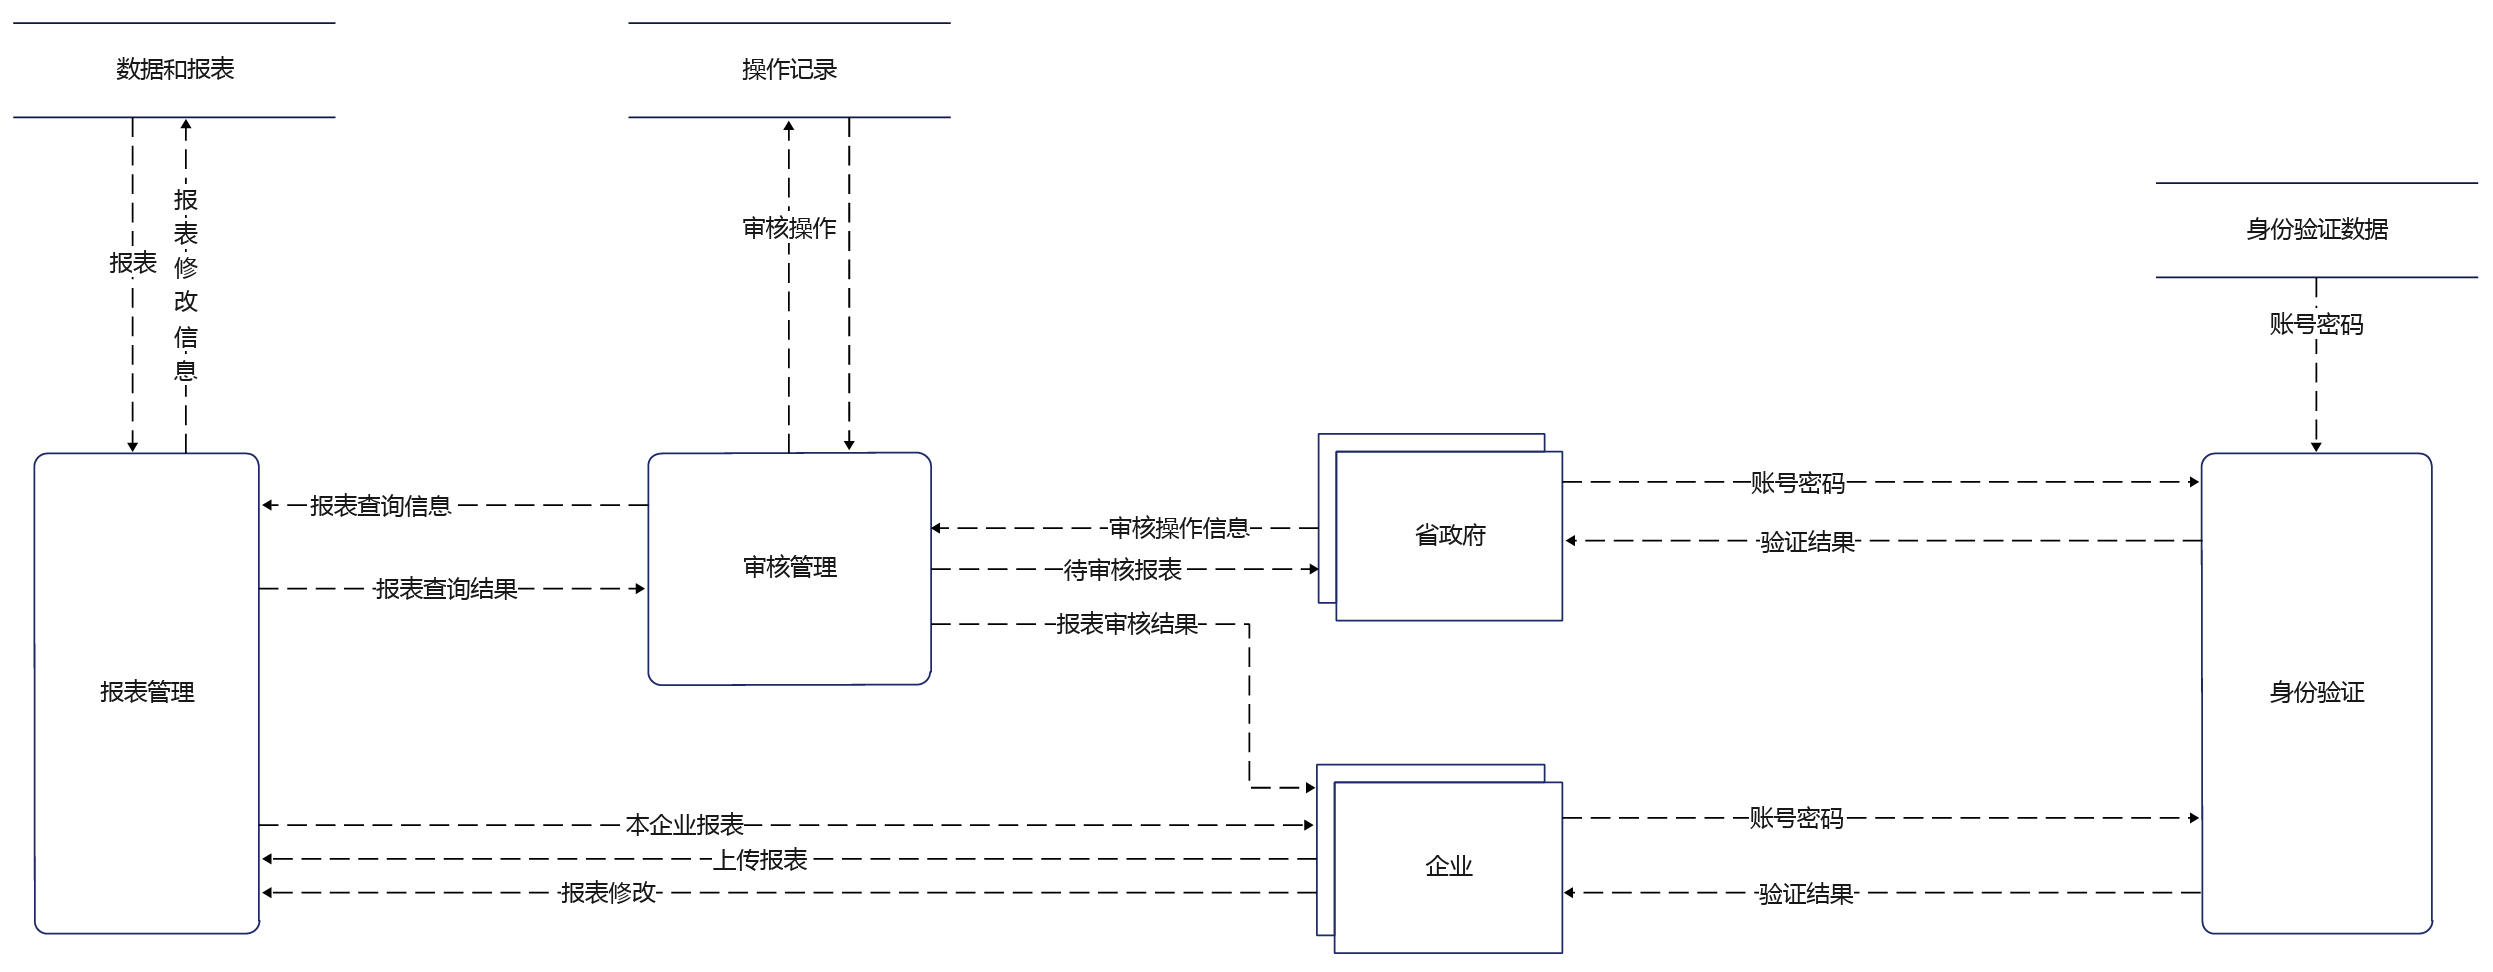 数据和报表
操作记录
身份验证数据
报表
报表修改信息
审核操作
账号密码
报表查询信息
报表查询结果
审核管理
审核操作信息
待审核报表
报表审核结果
省政府
账号密码
验证结果
报表管理
身份验证
本企业报表
上传报表
报表修改
企业
账号密码
验证结果